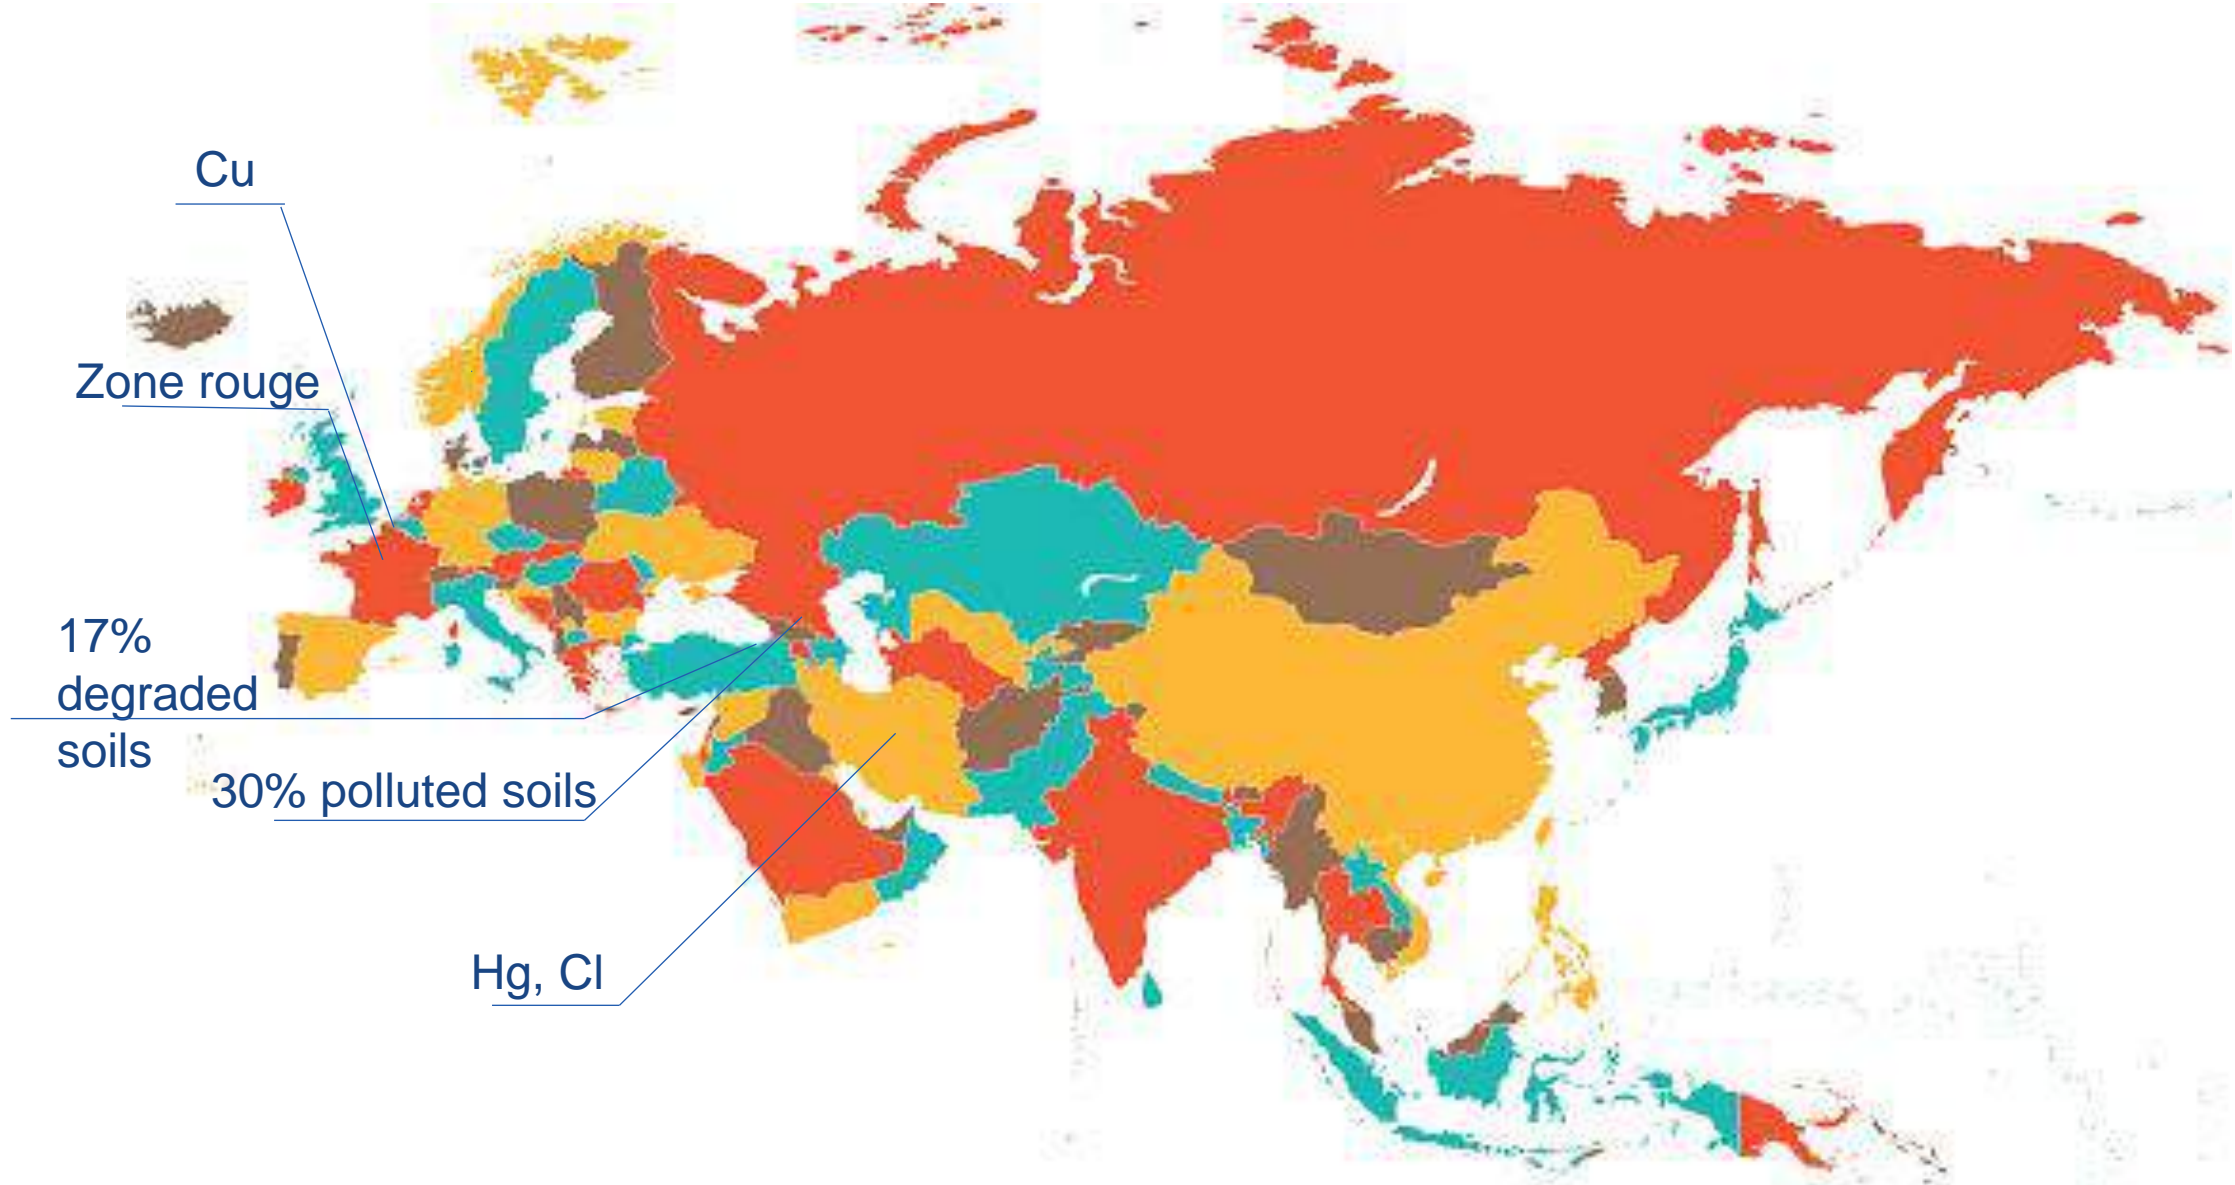 Cu
Zone rouge
17%
degraded
soils
30% polluted soils
Hg, Cl